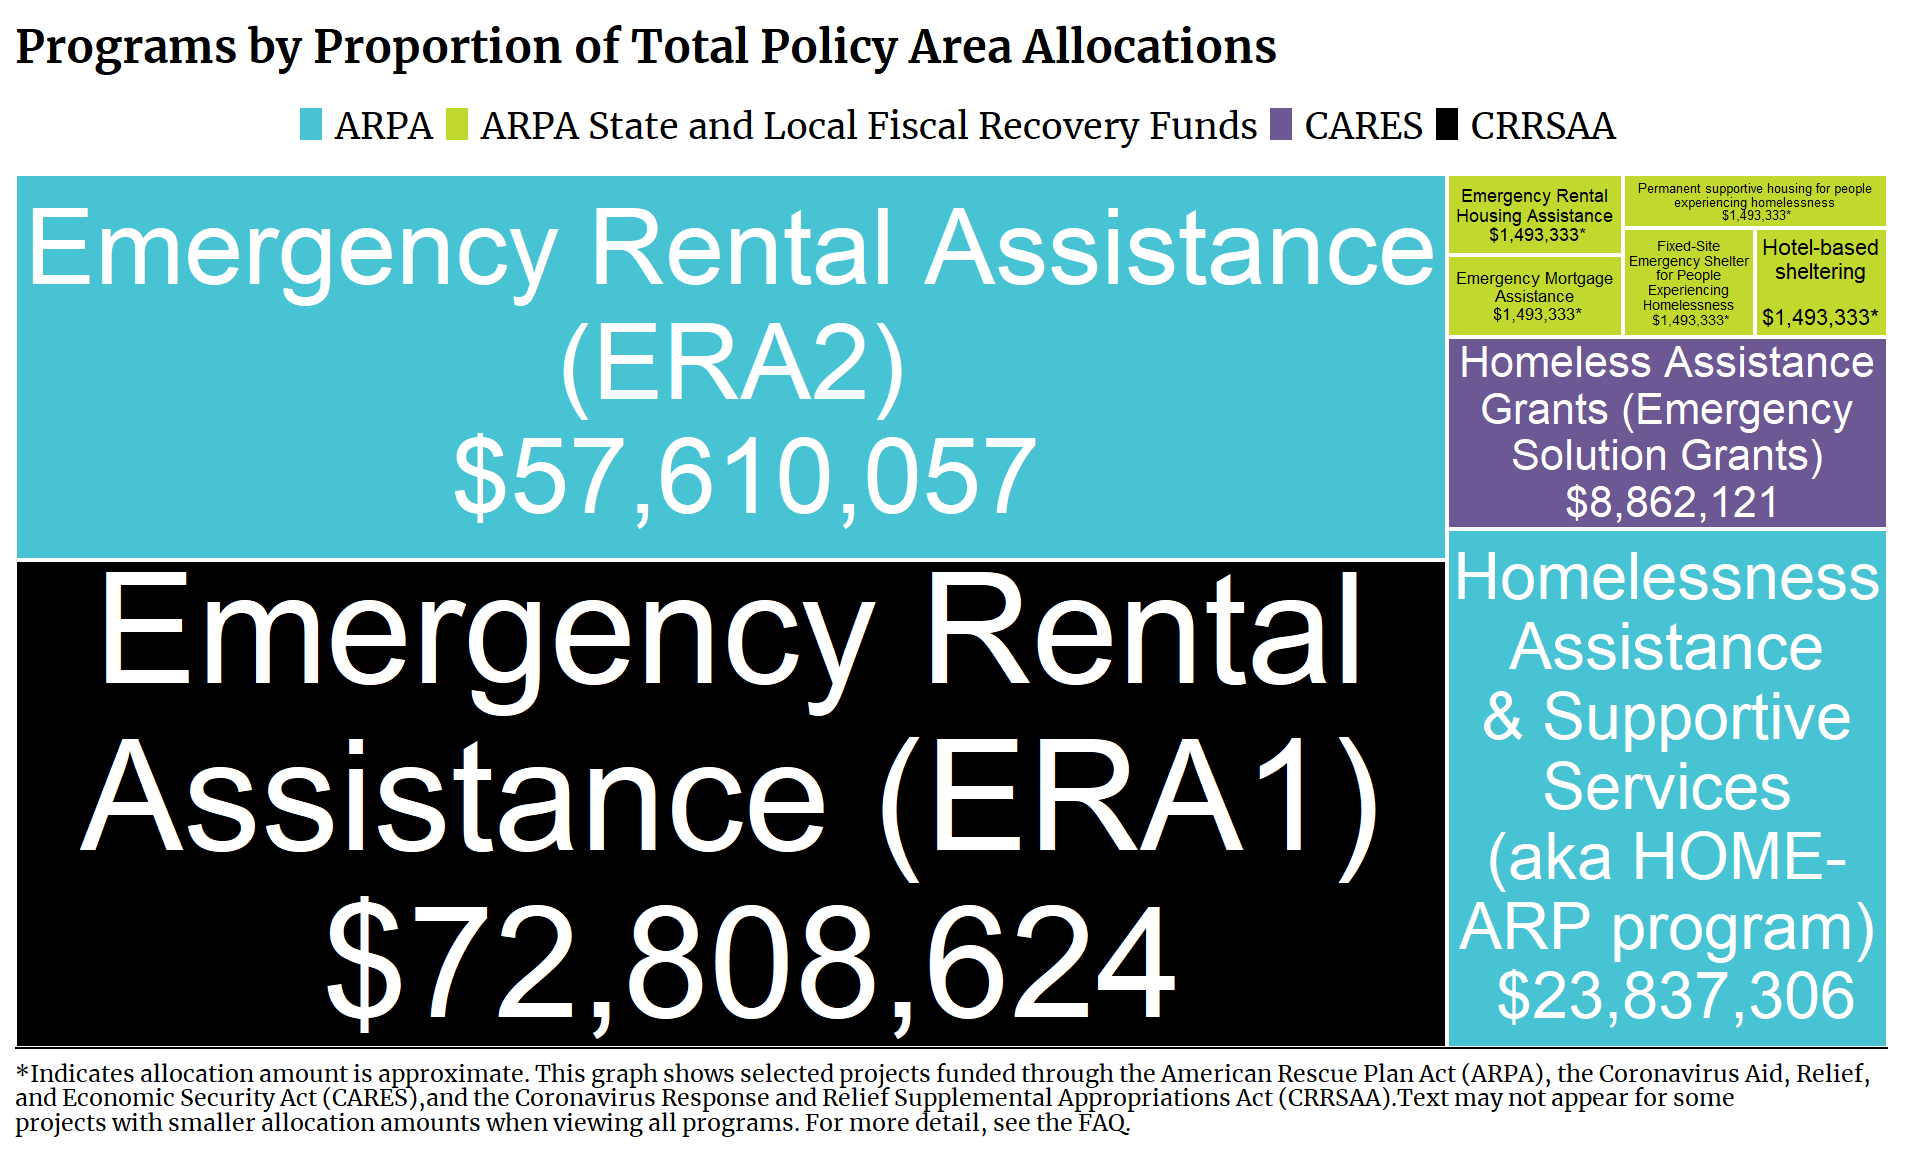 Programs by Proportion of Total Policy Area Allocations
ARPA ARPA State and Local Fiscal Recovery Funds CARES CRRSAA
Emergency Rental Assistance
(ERA2)
$57,610,057
Emergency Rental
Assistance (ERA1)
$72,808,624
Emergency Rental
Housing Assistance
$1,493,333*
Emergency Mortgage
Assistance
$1,493,333*
Permanent supportive housing for people
experiencing homelessness
$1,493,333*
Fixed-Site
Emergency Shelter
for People
Experiencing
Homelessness
$1,493,333*
Hotel-based
sheltering
$1,493,333*
Homeless Assistance
Grants (Emergency
Solution Grants)
$8,862,121
Homelessness
Assistance
& Supportive
Services
(aka HOME-
ARP program)
$23,837,306
*Indicates allocation amount is approximate. This graph shows selected projects funded through the American Rescue Plan Act (ARPA), the Coronavirus Aid, Relief,
and Economic Security Act (CARES),and the Coronavirus Response and Relief Supplemental Appropriations Act (CRRSAA).Text may not appear for some
projects with smaller allocation amounts when viewing all programs. For more detail, see the FAQ.